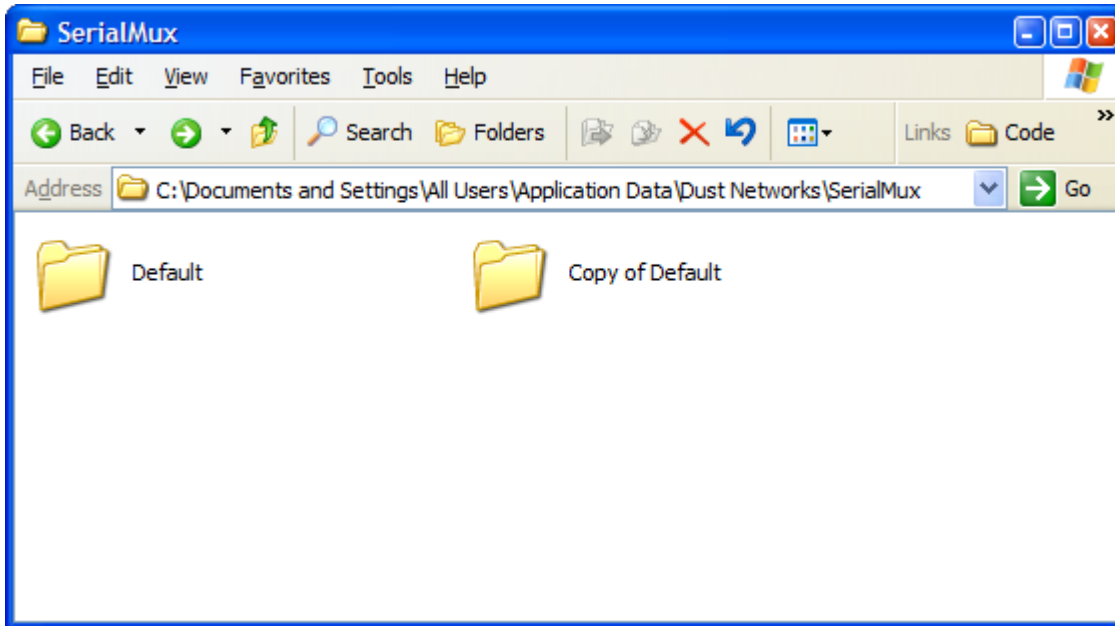 SerialMux
File Edit View Favorites Tools Help
Back Search Folders Links Code »
Address C:\Documents and Settings\All Users\Application Data\Dust Networks\SerialMux Go
Default Copy of Default